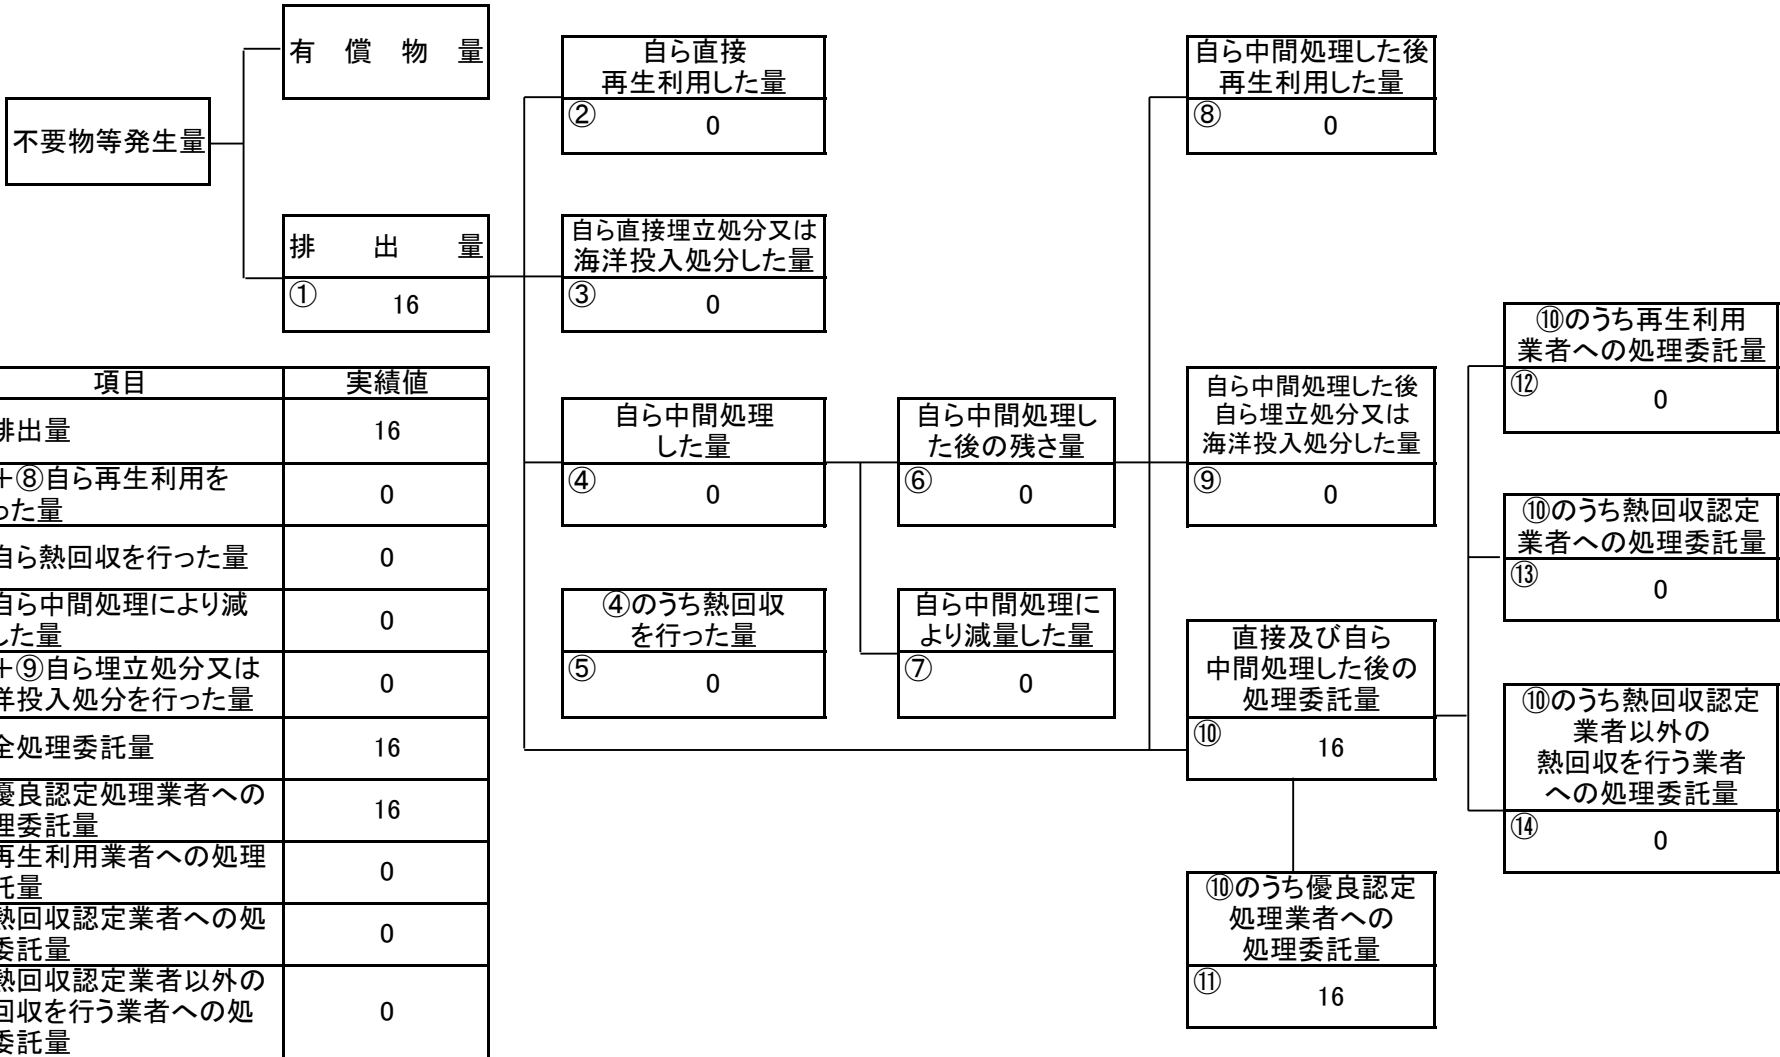 有償物量
不要物等発生量
排出量
① 16
自ら直接
再生利用した量
② 0
自ら直接埋立処分又は
海洋投入処分した量
③ 0
自ら中間処理
した量
④ 0
④のうち熱回収
を行った量
⑤ 0
自ら中間処理し
た後の残さ量
⑥ 0
自ら中間処理に
より減量した量
⑦ 0
自ら中間処理した後
再生利用した量
⑧ 0
自ら中間処理した後
自ら埋立処分又は
海洋投入処分した量
⑨ 0
直接及び自ら
中間処理した後の
処理委託量
⑩ 16
⑩のうち優良認定
処理業者への
処理委託量
⑪ 16
⑩のうち再生利用
業者への処理委託量
⑫ 0
⑩のうち熱回収認定
業者への処理委託量
⑬ 0
⑩のうち熱回収認定
業者以外の
熱回収を行う業者
への処理委託量
⑭ 0
項目 実績値
排出量 16
+⑧自ら再生利用を
った量 0
自ら熱回収を行った量 0
自ら中間処理により減
した量 0
+⑨自ら埋立処分又は
洋投入処分を行った量 0
全処理委託量 16
優良認定処理業者への
理委託量 16
再生利用業者への処理
託量 0
熱回収認定業者への処
委託量 0
熱回収認定業者以外の
回収を行う業者への処
委託量 0